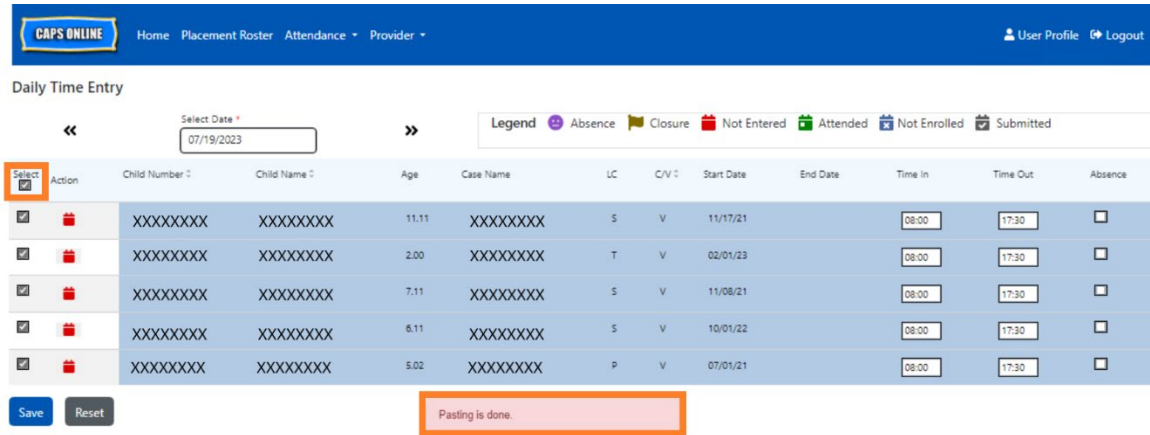 CAPS ONLINE Home Placement Roster Attendance Provider User Profile Logout
Daily Time Entry
Select Date *
07/19/2023
Legend Absence Closure Not Entered Attended Not Enrolled Submitted
Select Action Child Number Child Name Age Case Name LC C/V Start Date End Date Time In Time Out Absence
XXXXXXXX XXXXXXXX 11.11 XXXXXXXX S V 11/17/21 08:00 17:30
XXXXXXXX XXXXXXXX 2.00 XXXXXXXX T V 02/01/23 08:00 17:30
XXXXXXXX XXXXXXXX 7.11 XXXXXXXX S V 11/08/21 08:00 17:30
XXXXXXXX XXXXXXXX 6.11 XXXXXXXX S V 10/01/22 08:00 17:30
XXXXXXXX XXXXXXXX 5.02 XXXXXXXX P V 07/01/21 08:00 17:30
Save Reset Pasting is done.